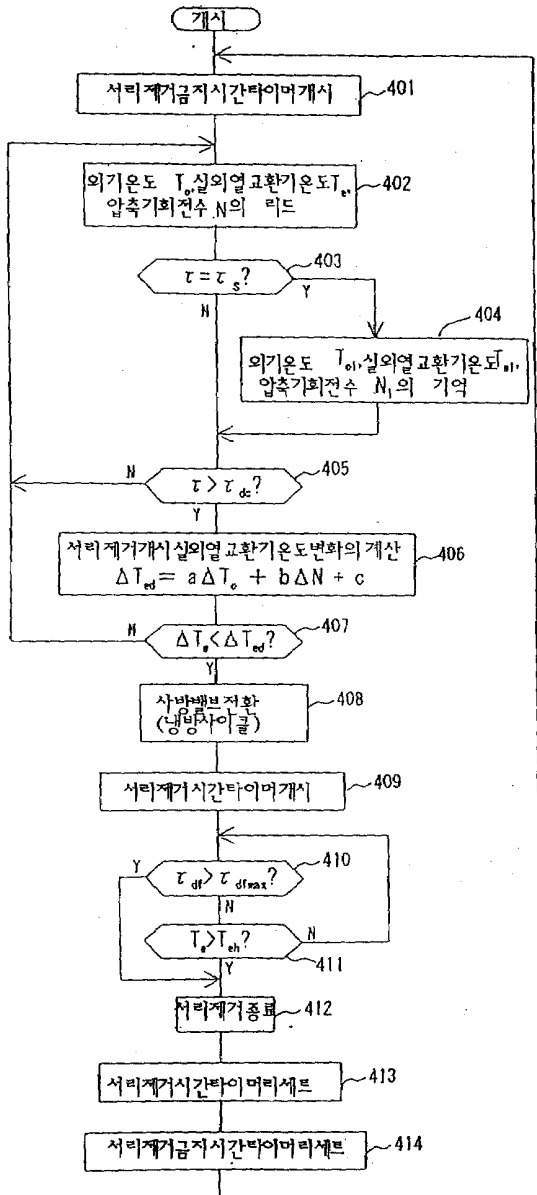 개시
서리제거금지시간타이머개시
401
외기온도 To,실외열교환기온도Te,
압축기회전수 N의 리드
402
τ=τs?
403
Y
N
404
외기온도 To1,실외열교환기온도Te1,
압축기회전수 N1의 기억
N
τ>τdc?
405
Y
서리제거개시실외열교환기온도변화의계산
ΔTed= aΔTo + bΔN + c
406
N
ΔTe<ΔTed?
407
Y
사방밸브전환
(냉방사이클)
408
서리제거시간타이머개시
409
Y
τdf>τdfmax?
410
N
Te>Teh?
N
411
Y
서리제거종료
412
서리제거시간타이머리세트
413
서리제거금지시간타이머리세트
414